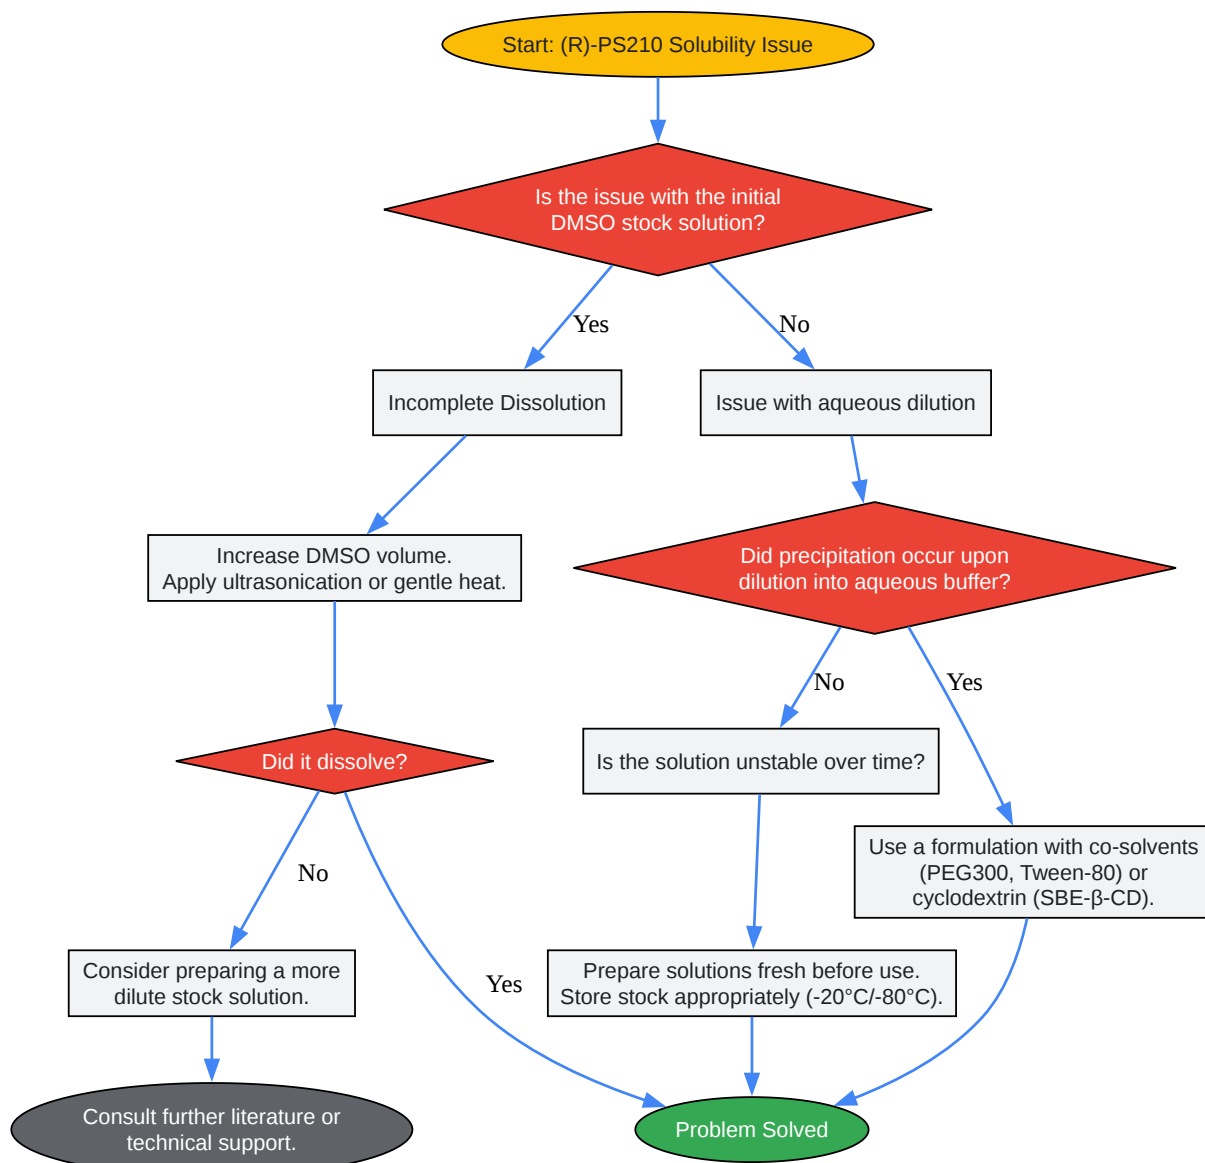 Start: (R)-PS210 Solubility Issue
Is the issue with the initial
DMSO stock solution?
Yes
No
Incomplete Dissolution
Issue with aqueous dilution
Increase DMSO volume.
Apply ultrasonication or gentle heat.
Did precipitation occur upon
dilution into aqueous buffer?
No
Yes
Did it dissolve?
Is the solution unstable over time?
Use a formulation with co-solvents
(PEG300, Tween-80) or
cyclodextrin (SBE-β-CD).
No
Yes
Consider preparing a more
dilute stock solution.
Prepare solutions fresh before use.
Store stock appropriately (-20°C/-80°C).
Consult further literature or
technical support.
Problem Solved